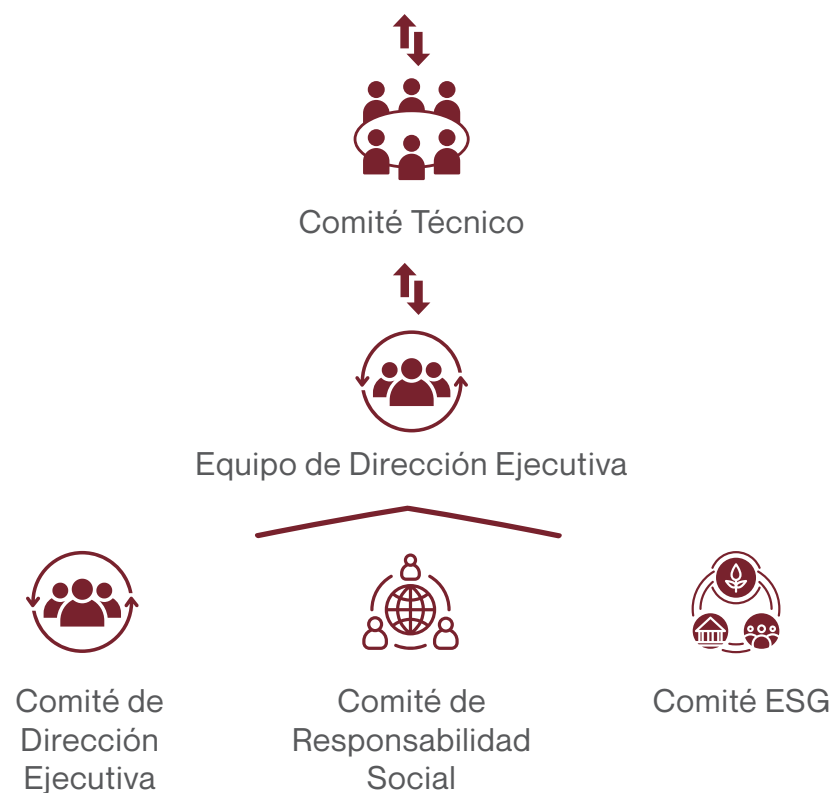 Comité Técnico
Equipo de Dirección Ejecutiva
Comité de
Dirección
Ejecutiva
Comité de
Responsabilidad
Social
Comité ESG